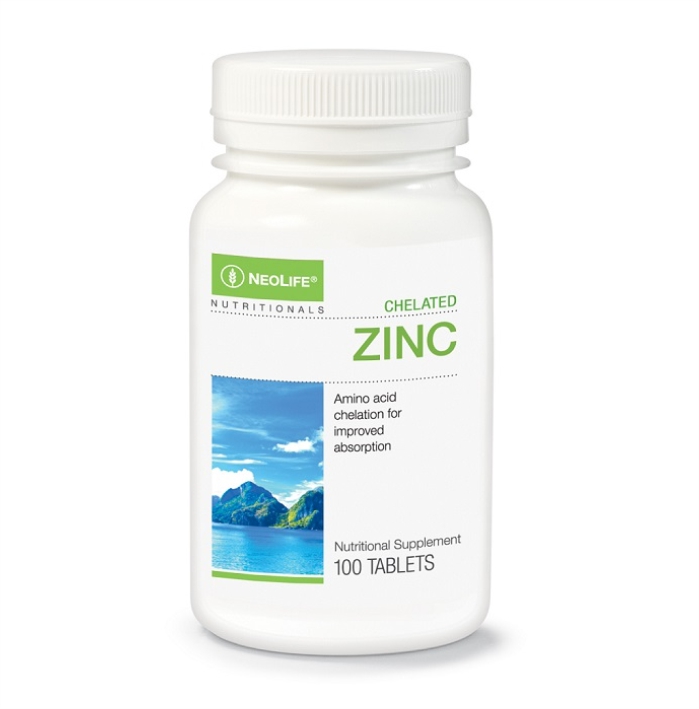 NEOLIFE®
NUTRITIONALS
CHELATED
ZINC
Amino acid
chelation for
improved
absorption
Nutritional Supplement
100 TABLETS